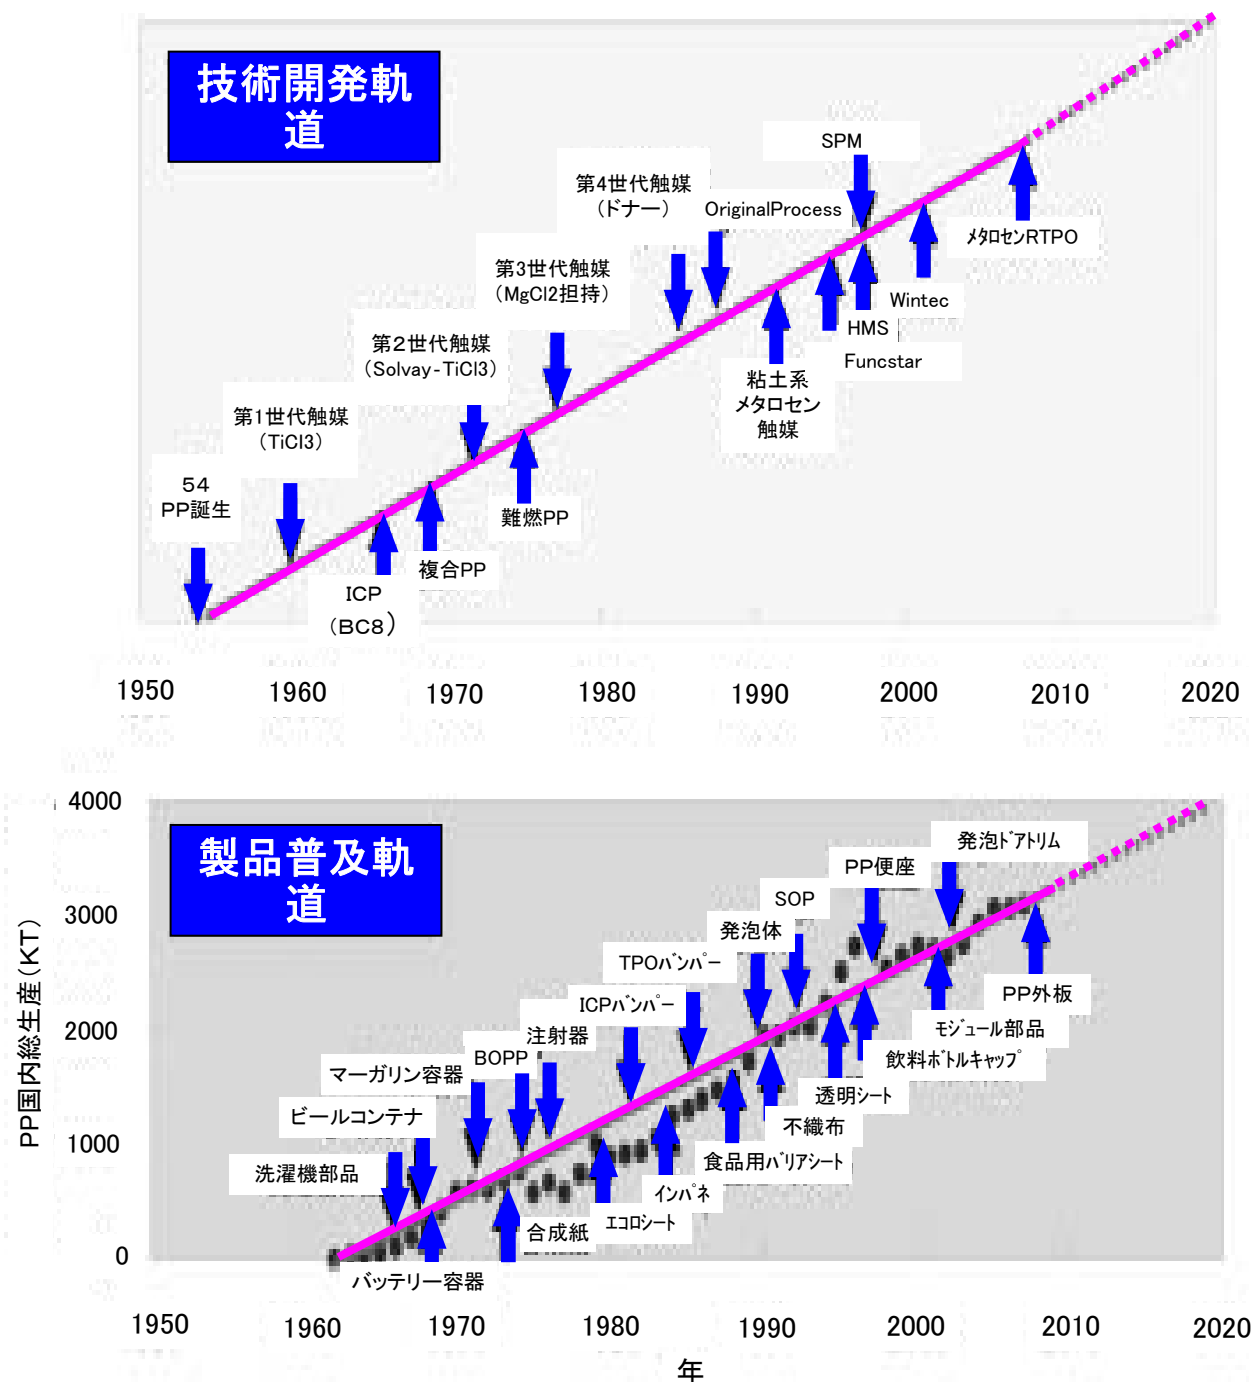 技術開発軌
道
SPM
第4世代触媒
(ドナー)
OriginalProcess
メタロセンRTPO
第3世代触媒
(MgCl2担持)
Wintec
HMS
Funcstar
第2世代触媒
(Solvay-TiCl3)
粘土系
メタロセン
触媒
第1世代触媒
(TiCl3)
54
PP誕生
難燃PP
複合PP
ICP
(BC8)
1950
1960
1970
1980
1990
2000
2010
2020
PP国内総生産(KT)
4000
3000
2000
1000
0
製品普及軌
道
発泡ドアトリム
PP便座
SOP
発泡体
TPOバンパー
ICPバンパー
注射器
BOPP
マーガリン容器
ビールコンテナ
洗濯機部品
PP外板
モジュール部品
飲料ボトルキャップ
透明シート
不織布
食品用バリアシート
インパネ
エコロシート
合成紙
バッテリー容器
1950
1960
1970
1980
1990
2000
2010
2020
年